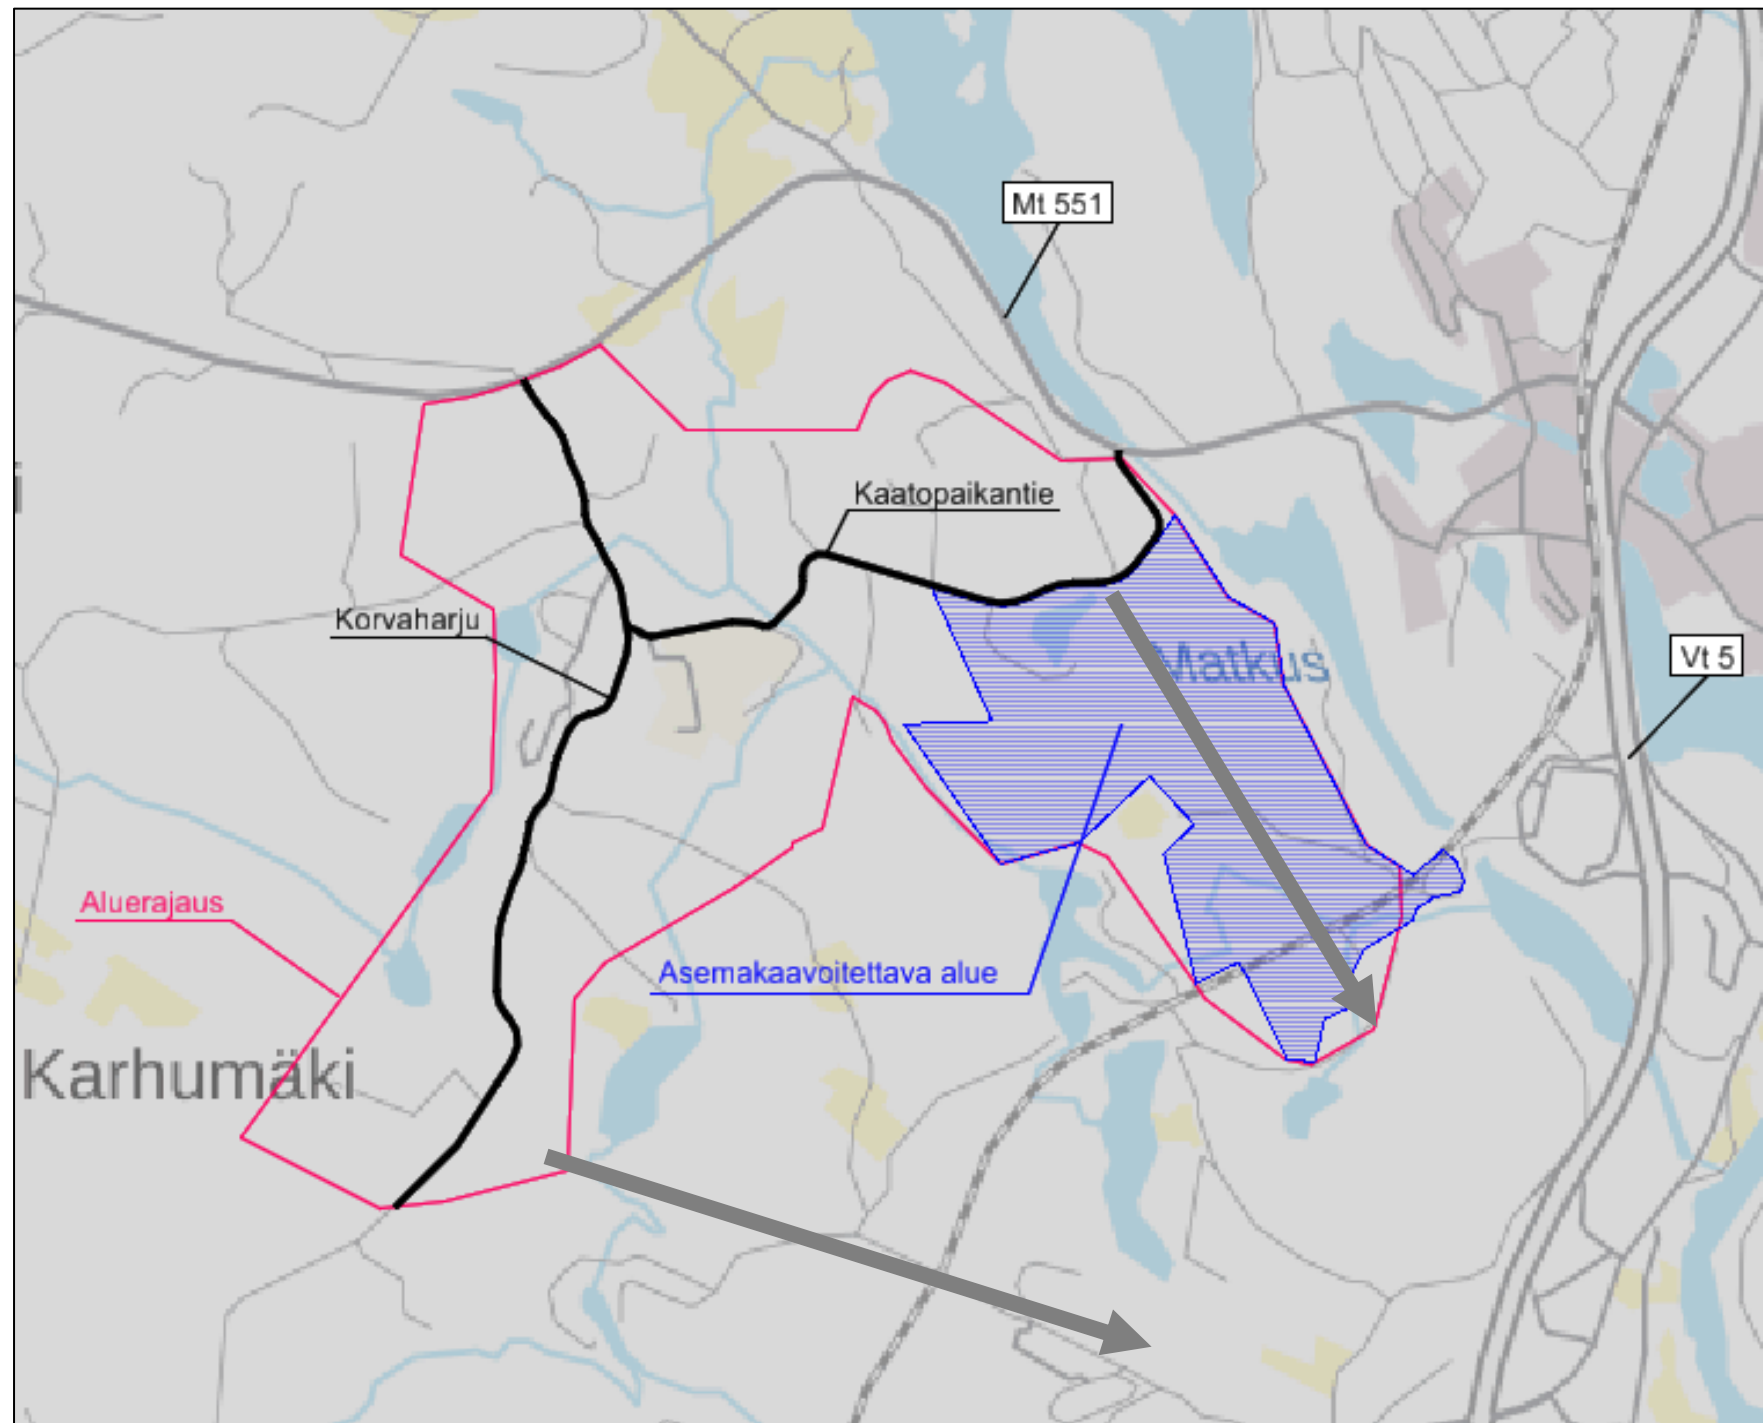 Mt 551
Kaatopaikantie
Korvaharju
Matkus
Vt 5
Aluerajaus
Asemakaavoitettava alue
Karhumäki